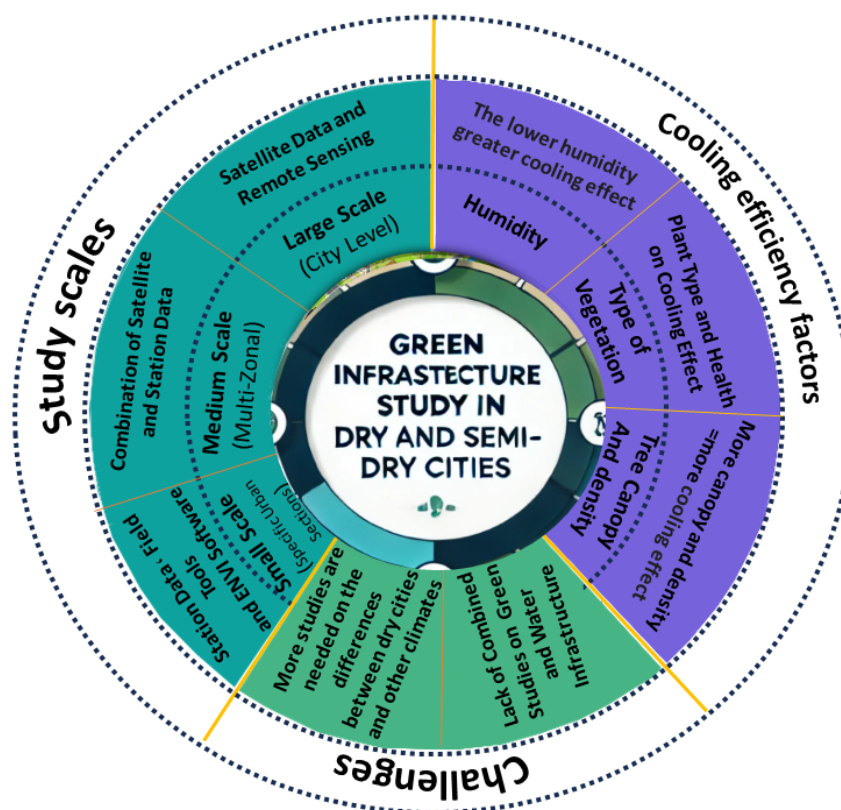 GREEN
INFRASTECTURE
STUDY IN
DRY AND SEMI-
DRY CITIES
Study scales
Satellite Data and
Remote Sensing
Large Scale
(City Level)
Combination of Satellite
and Station Data
Medium Scale
(Multi-Zonal)
Station Data، Field
Tools
and ENVI Software
Small Scale
(Specific Urban
Sections)
Cooling efficiency factors
The lower humidity
greater cooling effect
Humidity
Plant Type and Health
on Cooling Effect
Type of
Vegetation
More canopy and density
=more cooling effect
Tree Canopy
And density
Challenges
Lack of Combined
Studies on Green
and Water
Infrastructure
More studies are
needed on the
differences
between dry cities
and other climates